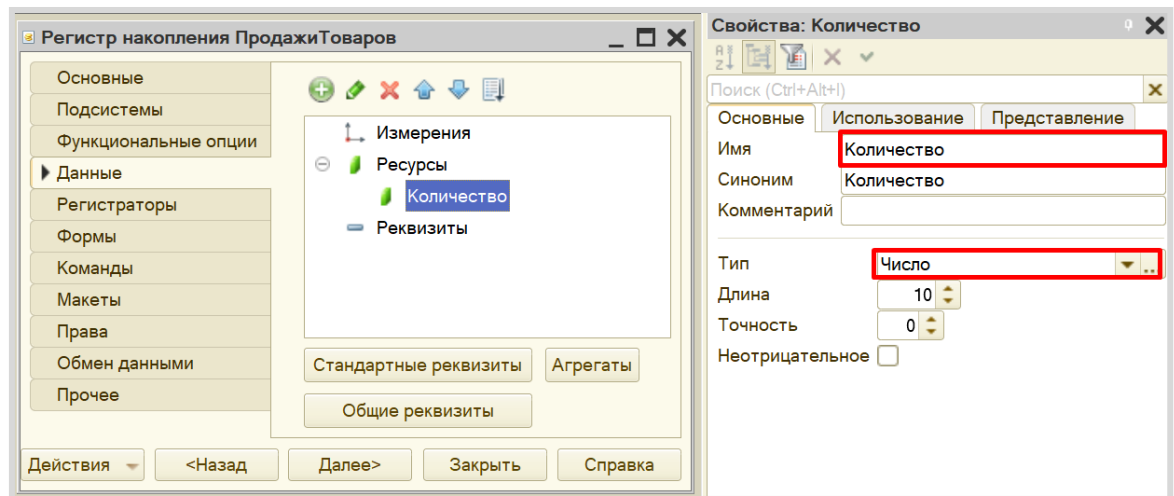 Регистр накопления ПродажиТоваров
Основные
Подсистемы
Функциональные опции
Данные
Регистраторы
Формы
Команды
Макеты
Права
Обмен данными
Прочее
Измерения
Ресурсы
Количество
Реквизиты
Стандартные реквизиты
Агрегаты
Общие реквизиты
Действия
<Назад
Далее>
Закрыть
Справка
Свойства: Количество
Поиск (Ctrl+Alt+I)
Основные
Использование
Представление
Имя Количество
Синоним Количество
Комментарий
Тип Число ...
Длина 10
Точность 0
Неотрицательное